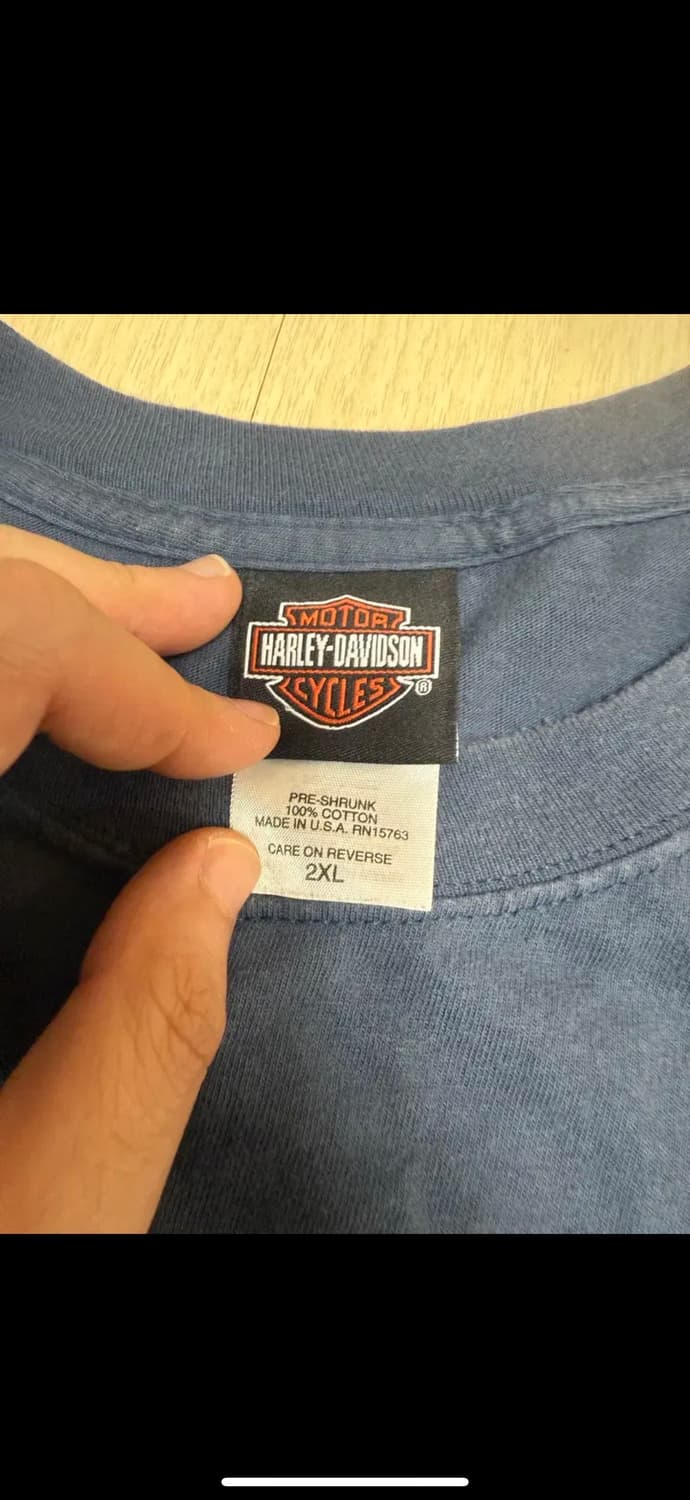 MOTOR
HARLEY-DAVIDSON
CYCLES
®
PRE-SHRUNK
100% COTTON
MADE IN U.S.A. RN15763
CARE ON REVERSE
2XL